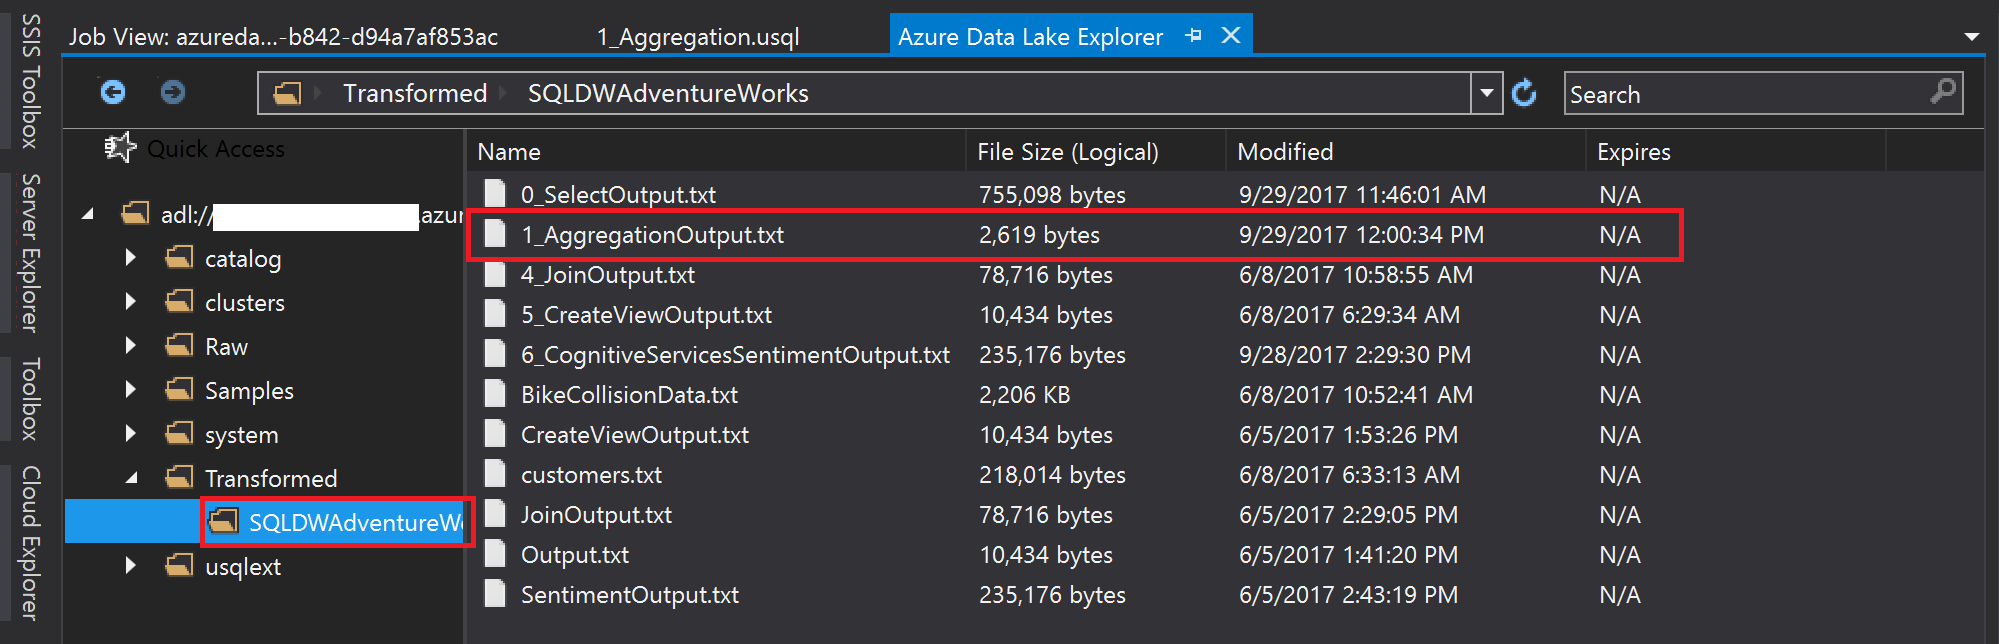 SSIS Toolbox
Server Explorer
Toolbox
Cloud Explorer
Job View: azureda...-b842-d94a7af853ac 1_Aggregation.usql Azure Data Lake Explorer
Transformed SQLDWAdventureWorks Search
Quick Access
adl:// .azur
catalog
clusters
Raw
Samples
system
Transformed
SQLDWAdventureWo
usqlext
Name File Size (Logical) Modified Expires
0_SelectOutput.txt 755,098 bytes 9/29/2017 11:46:01 AM N/A
1_AggregationOutput.txt 2,619 bytes 9/29/2017 12:00:34 PM N/A
4_JoinOutput.txt 78,716 bytes 6/8/2017 10:58:55 AM N/A
5_CreateViewOutput.txt 10,434 bytes 6/8/2017 6:29:34 AM N/A
6_CognitiveServicesSentimentOutput.txt 235,176 bytes 9/28/2017 2:29:30 PM N/A
BikeCollisionData.txt 2,206 KB 6/8/2017 10:52:41 AM N/A
CreateViewOutput.txt 10,434 bytes 6/5/2017 1:53:26 PM N/A
customers.txt 218,014 bytes 6/8/2017 6:33:13 AM N/A
JoinOutput.txt 78,716 bytes 6/5/2017 2:29:05 PM N/A
Output.txt 10,434 bytes 6/5/2017 1:41:20 PM N/A
SentimentOutput.txt 235,176 bytes 6/5/2017 2:43:19 PM N/A